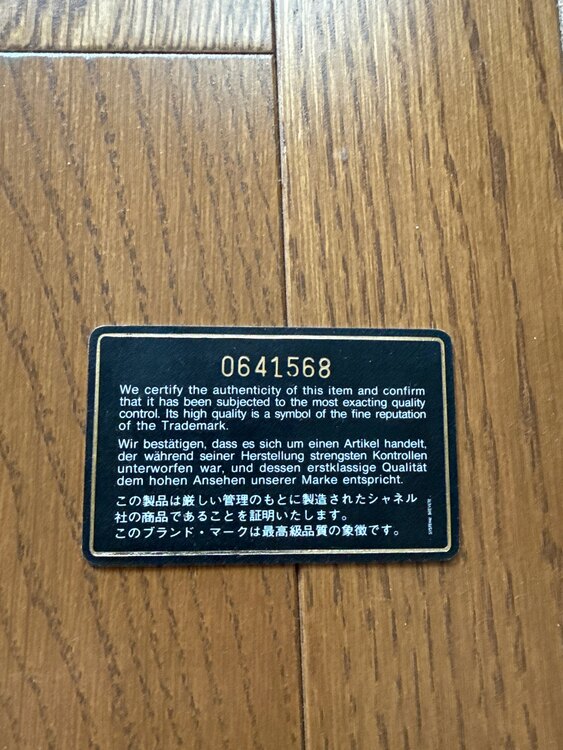 0641568
We certify the authenticity of this item and confirm
that it has been subjected to the most exacting quality
control. Its high quality is a symbol of the fine reputation
of the Trademark.
Wir bestätigen, dass es sich um einen Artikel handelt,
der während seiner Herstellung strengsten Kontrollen
unterworfen war, und dessen erstklassige Qualität
dem hohen Ansehen unserer Marke entspricht.
この製品は厳しい管理のもとに製造されたシャネル
社の商品であることを証明いたします。
このブランド・マークは最高級品質の象徴です。